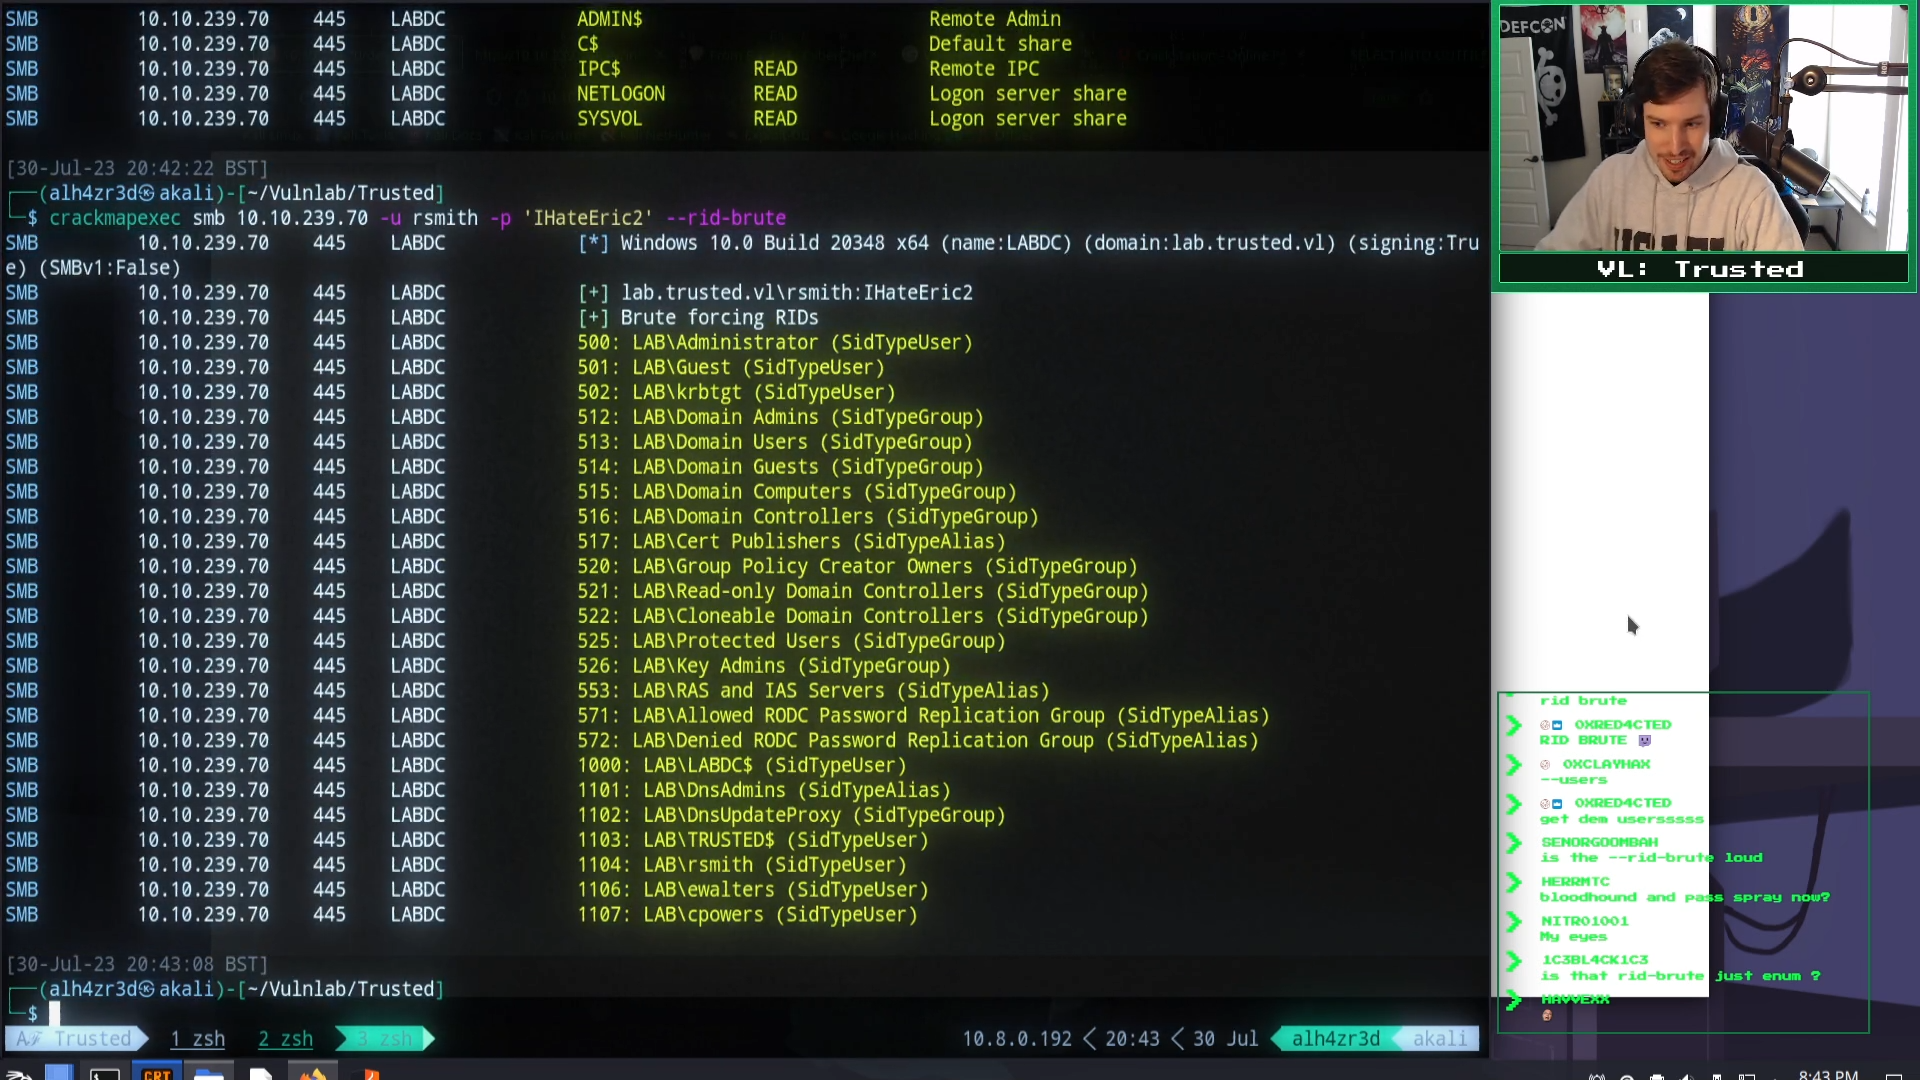 SMB 10.10.239.70 445 LABDC ADMIN$ Remote Admin
SMB 10.10.239.70 445 LABDC C$ Default share
SMB 10.10.239.70 445 LABDC IPC$ READ Remote IPC
SMB 10.10.239.70 445 LABDC NETLOGON READ Logon server share
SMB 10.10.239.70 445 LABDC SYSVOL READ Logon server share
[30-Jul-23 20:42:22 BST]
(alh4zr3d㉿akali)-[~/Vulnlab/Trusted]
$ crackmapexec smb 10.10.239.70 -u rsmith -p 'IHateEric2' --rid-brute
SMB 10.10.239.70 445 LABDC [*] Windows 10.0 Build 20348 x64 (name:LABDC) (domain:lab.trusted.vl) (signing:Tru
e) (SMBv1:False)
SMB 10.10.239.70 445 LABDC [+] lab.trusted.vl\rsmith:IHateEric2
SMB 10.10.239.70 445 LABDC [+] Brute forcing RIDs
SMB 10.10.239.70 445 LABDC 500: LAB\Administrator (SidTypeUser)
SMB 10.10.239.70 445 LABDC 501: LAB\Guest (SidTypeUser)
SMB 10.10.239.70 445 LABDC 502: LAB\krbtgt (SidTypeUser)
SMB 10.10.239.70 445 LABDC 512: LAB\Domain Admins (SidTypeGroup)
SMB 10.10.239.70 445 LABDC 513: LAB\Domain Users (SidTypeGroup)
SMB 10.10.239.70 445 LABDC 514: LAB\Domain Guests (SidTypeGroup)
SMB 10.10.239.70 445 LABDC 515: LAB\Domain Computers (SidTypeGroup)
SMB 10.10.239.70 445 LABDC 516: LAB\Domain Controllers (SidTypeGroup)
SMB 10.10.239.70 445 LABDC 517: LAB\Cert Publishers (SidTypeAlias)
SMB 10.10.239.70 445 LABDC 520: LAB\Group Policy Creator Owners (SidTypeGroup)
SMB 10.10.239.70 445 LABDC 521: LAB\Read-only Domain Controllers (SidTypeGroup)
SMB 10.10.239.70 445 LABDC 522: LAB\Cloneable Domain Controllers (SidTypeGroup)
SMB 10.10.239.70 445 LABDC 525: LAB\Protected Users (SidTypeGroup)
SMB 10.10.239.70 445 LABDC 526: LAB\Key Admins (SidTypeGroup)
SMB 10.10.239.70 445 LABDC 553: LAB\RAS and IAS Servers (SidTypeAlias)
SMB 10.10.239.70 445 LABDC 571: LAB\Allowed RODC Password Replication Group (SidTypeAlias)
SMB 10.10.239.70 445 LABDC 572: LAB\Denied RODC Password Replication Group (SidTypeAlias)
SMB 10.10.239.70 445 LABDC 1000: LAB\LABDC$ (SidTypeUser)
SMB 10.10.239.70 445 LABDC 1101: LAB\DnsAdmins (SidTypeAlias)
SMB 10.10.239.70 445 LABDC 1102: LAB\DnsUpdateProxy (SidTypeGroup)
SMB 10.10.239.70 445 LABDC 1103: LAB\TRUSTED$ (SidTypeUser)
SMB 10.10.239.70 445 LABDC 1104: LAB\rsmith (SidTypeUser)
SMB 10.10.239.70 445 LABDC 1106: LAB\ewalters (SidTypeUser)
SMB 10.10.239.70 445 LABDC 1107: LAB\cpowers (SidTypeUser)
[30-Jul-23 20:43:08 BST]
(alh4zr3d㉿akali)-[~/Vulnlab/Trusted]
$
Trusted 1 zsh 2 zsh 3 zsh 10.8.0.192 < 20:43 < 30 Jul alh4zr3d akali
CRT
8:43 PM
DEFCON
VL: Trusted
rid brute
0XRED4CTED
RID BRUTE
0XCLAYHAX
--users
0XRED4CTED
get dem usersssss
SENORGOOMBAH
is the --rid-brute loud
HERRMTC
bloodhound and pass spray now?
NITRO1001
My eyes
1C3BL4CK1C3
is that rid-brute just enum ?
HAVVEXX